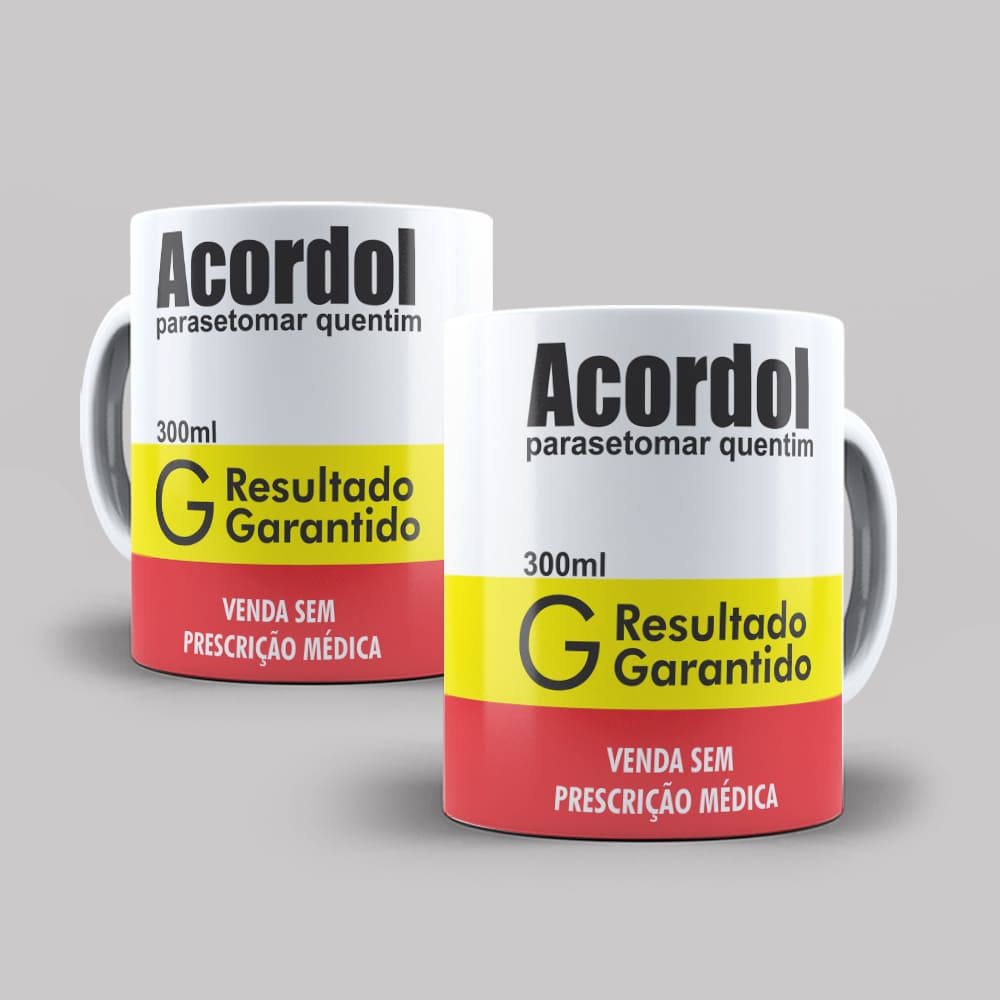 Acordol
parasetomar quentim
300ml
G Resultado
Garantido
VENDA SEM
PRESCRIÇÃO MÉDICA
Acordol
parasetomar quentim
300ml
G Resultado
Garantido
VENDA SEM
PRESCRIÇÃO MÉDICA